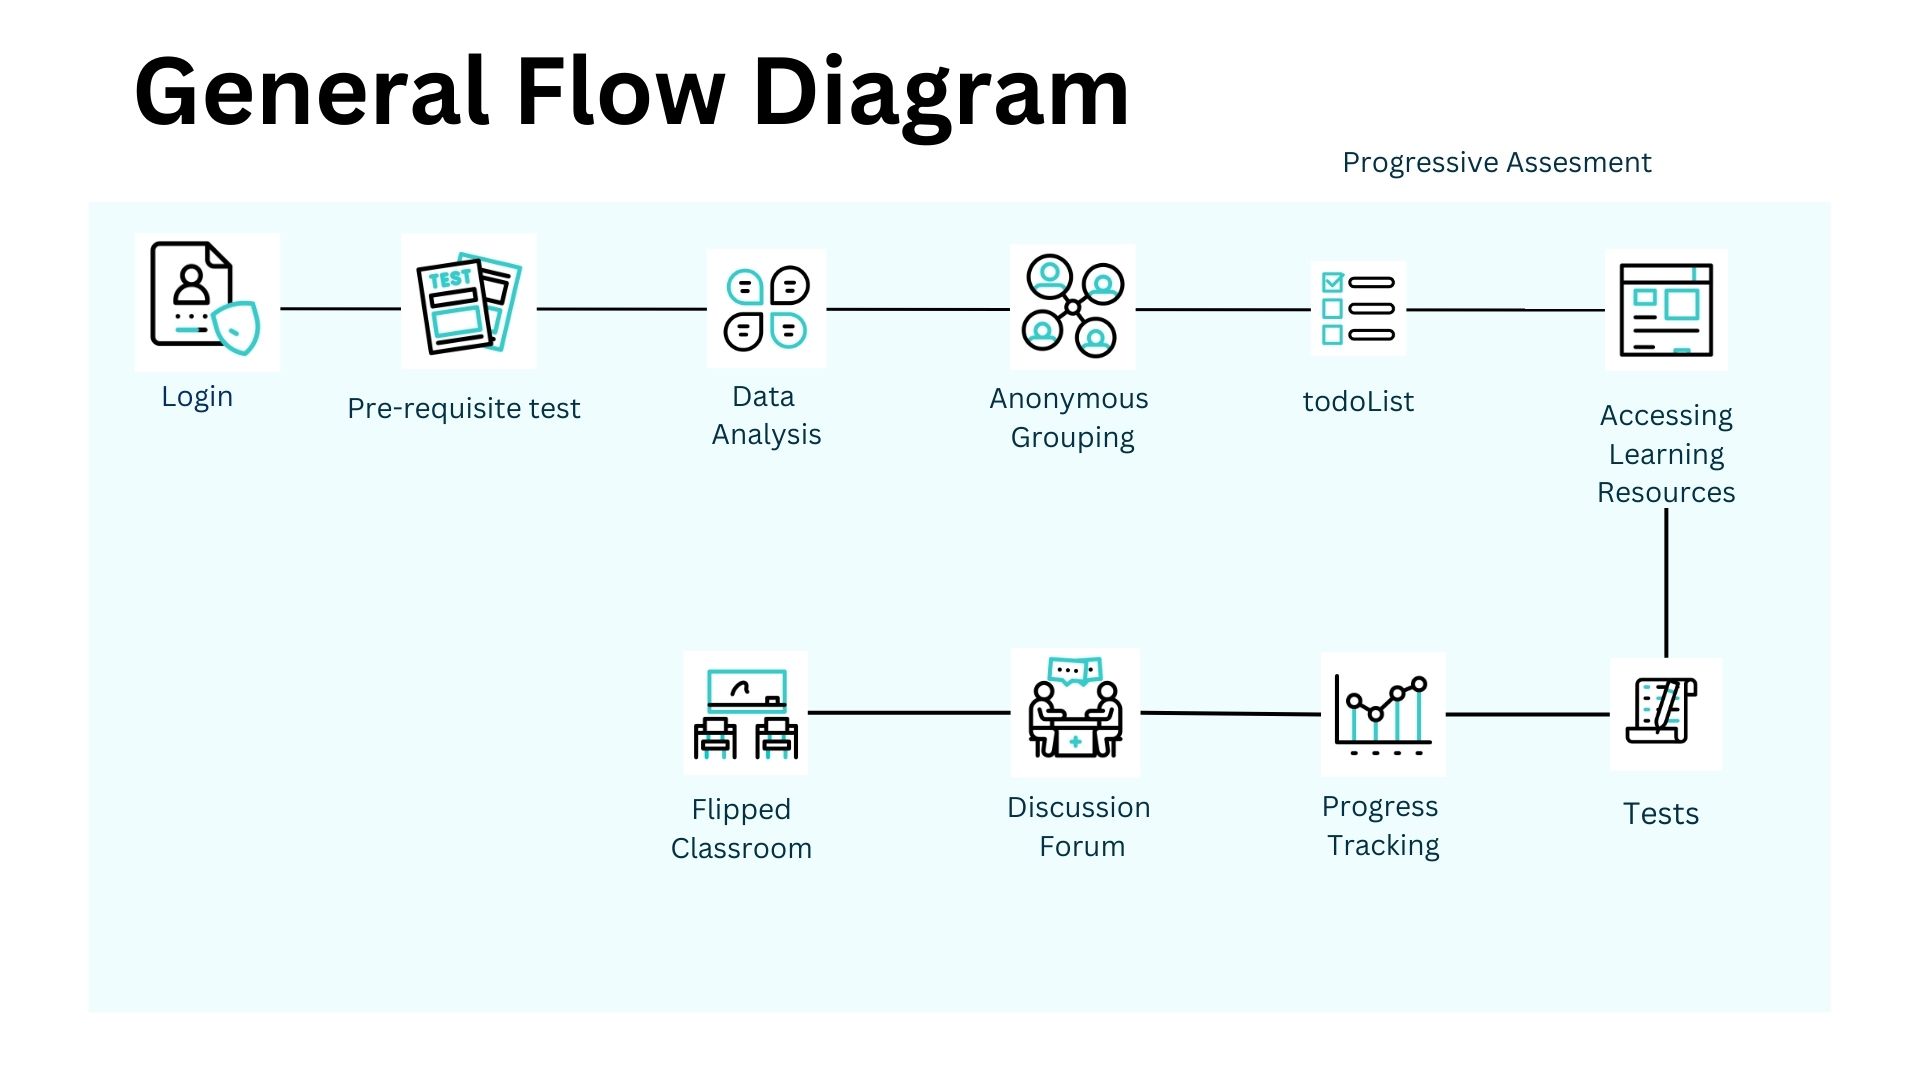 General Flow Diagram
Progressive Assesment
TEST
Login
Pre-requisite test
Data
Analysis
Anonymous
Grouping
todoList
Accessing
Learning
Resources
Flipped
Classroom
Discussion
Forum
Progress
Tracking
Tests